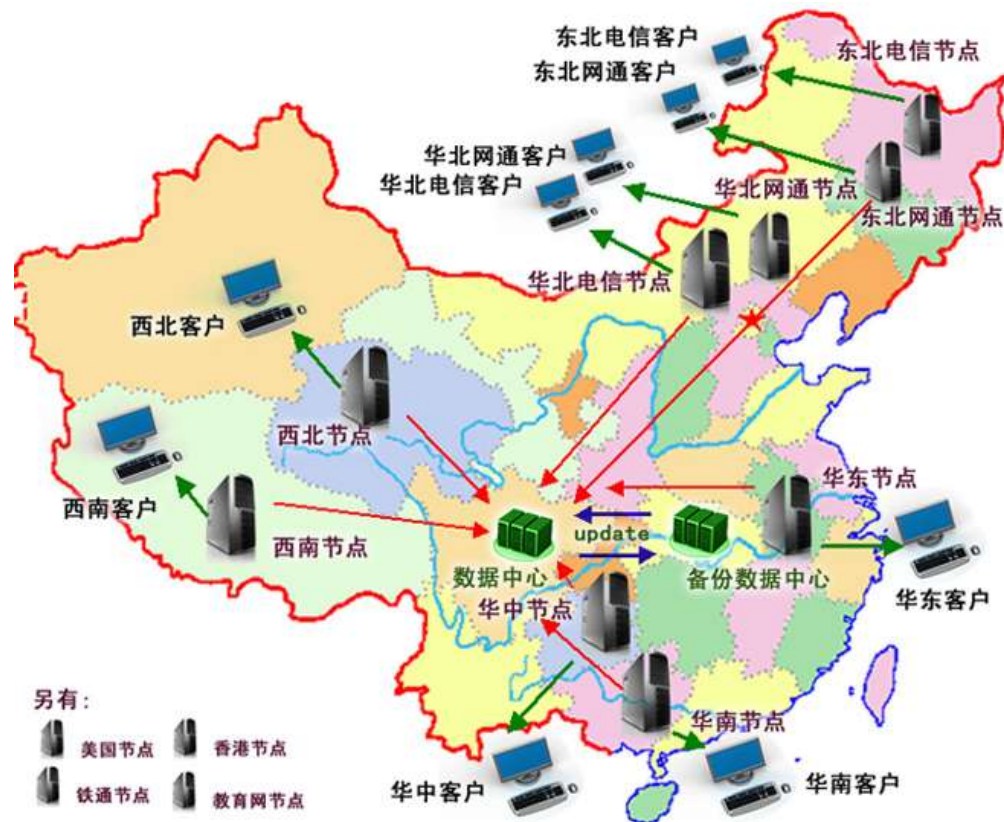 东北电信客户
东北电信节点
东北网通客户
华北网通客户
华北电信客户
华北网通节点
东北网通节点
华北电信节点
西北客户
西北节点
西南客户
西南节点
华东节点
update
数据中心
备份数据中心
华东客户
华中节点
华南节点
另有：
美国节点
香港节点
铁通节点
教育网节点
华中客户
华南客户